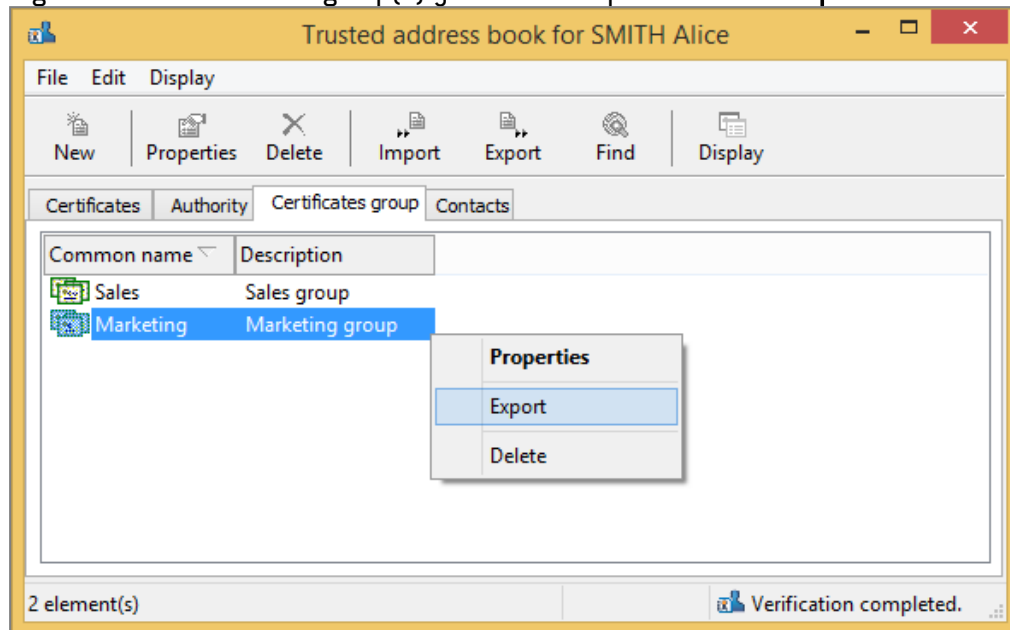 Trusted address book for SMITH Alice
File Edit Display
New Properties Delete Import Export Find Display
Certificates Authority Certificates group Contacts
Common name Description
Sales Sales group
Marketing Marketing group
Properties
Export
Delete
2 element(s) Verification completed.